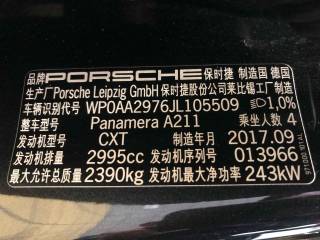 品牌 PORSCHE 保时捷 制造国 德国
生产厂 Porsche Leipzig GmbH 保时捷股份公司莱比锡工厂制造
车辆识别代号 WP0AA2976JL105509 1,0%
整车型号 Panamera A211 乘坐人数 4
发动机型号 CXT 制造年月 2017.09
发动机排量 2995cc 发动机序列号 013966
最大允许总质量 2390kg 发动机最大净功率 243kW